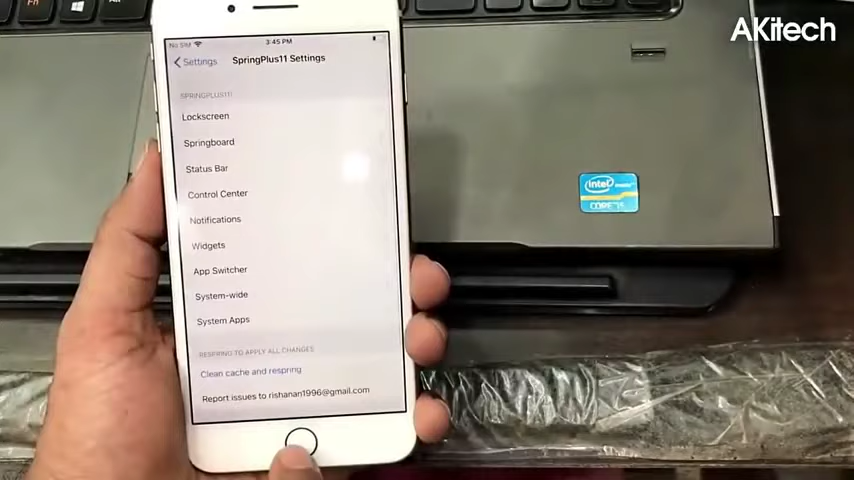 AKitech
Fn
Alt
No SIM
3:45 PM
Settings
SpringPlus11 Settings
SPRINGPLUS11
Lockscreen
Springboard
Status Bar
Control Center
Notifications
Widgets
App Switcher
System-wide
System Apps
RESPRING TO APPLY ALL CHANGES
Clean cache and respring
Report issues to rishanan1996@gmail.com
intel
CORE i5